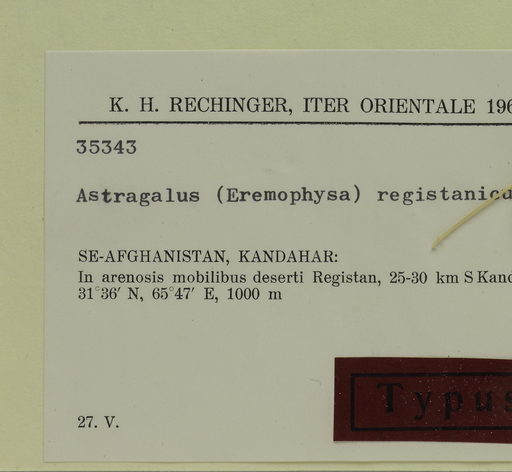 K. H. RECHINGER, ITER ORIENTALE 196
35343
Astragalus (Eremophysa) registanicu
SE-AFGHANISTAN, KANDAHAR:
In arenosis mobilibus deserti Registan, 25-30 km S Kand
31°36′ N, 65°47′ E, 1000 m
Typus
27. V.